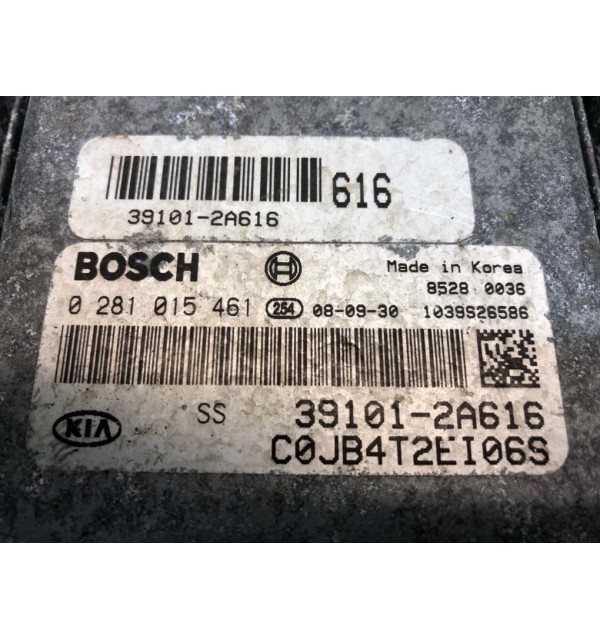 616
39101-2A616
BOSCH
Made in Korea
8528 0036
0 281 015 461 254 08-09-30 1039S26586
KIA SS 39101-2A616
C0JB4T2EI06S